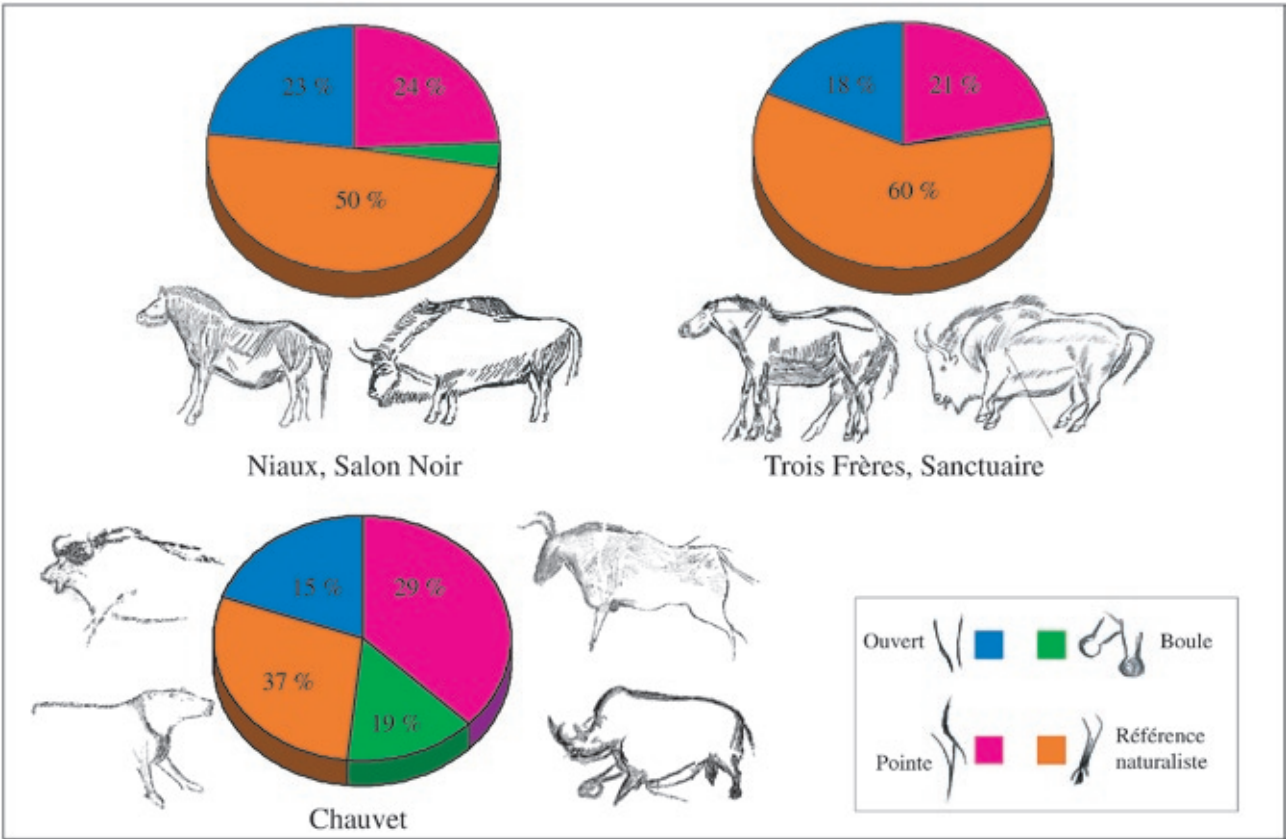 23 %
24 %
50 %
18 %
21 %
60 %
Niaux, Salon Noir
Trois Frères, Sanctuaire
15 %
29 %
37 %
19 %
Chauvet
Ouvert
Boule
Pointe
Référence
naturaliste